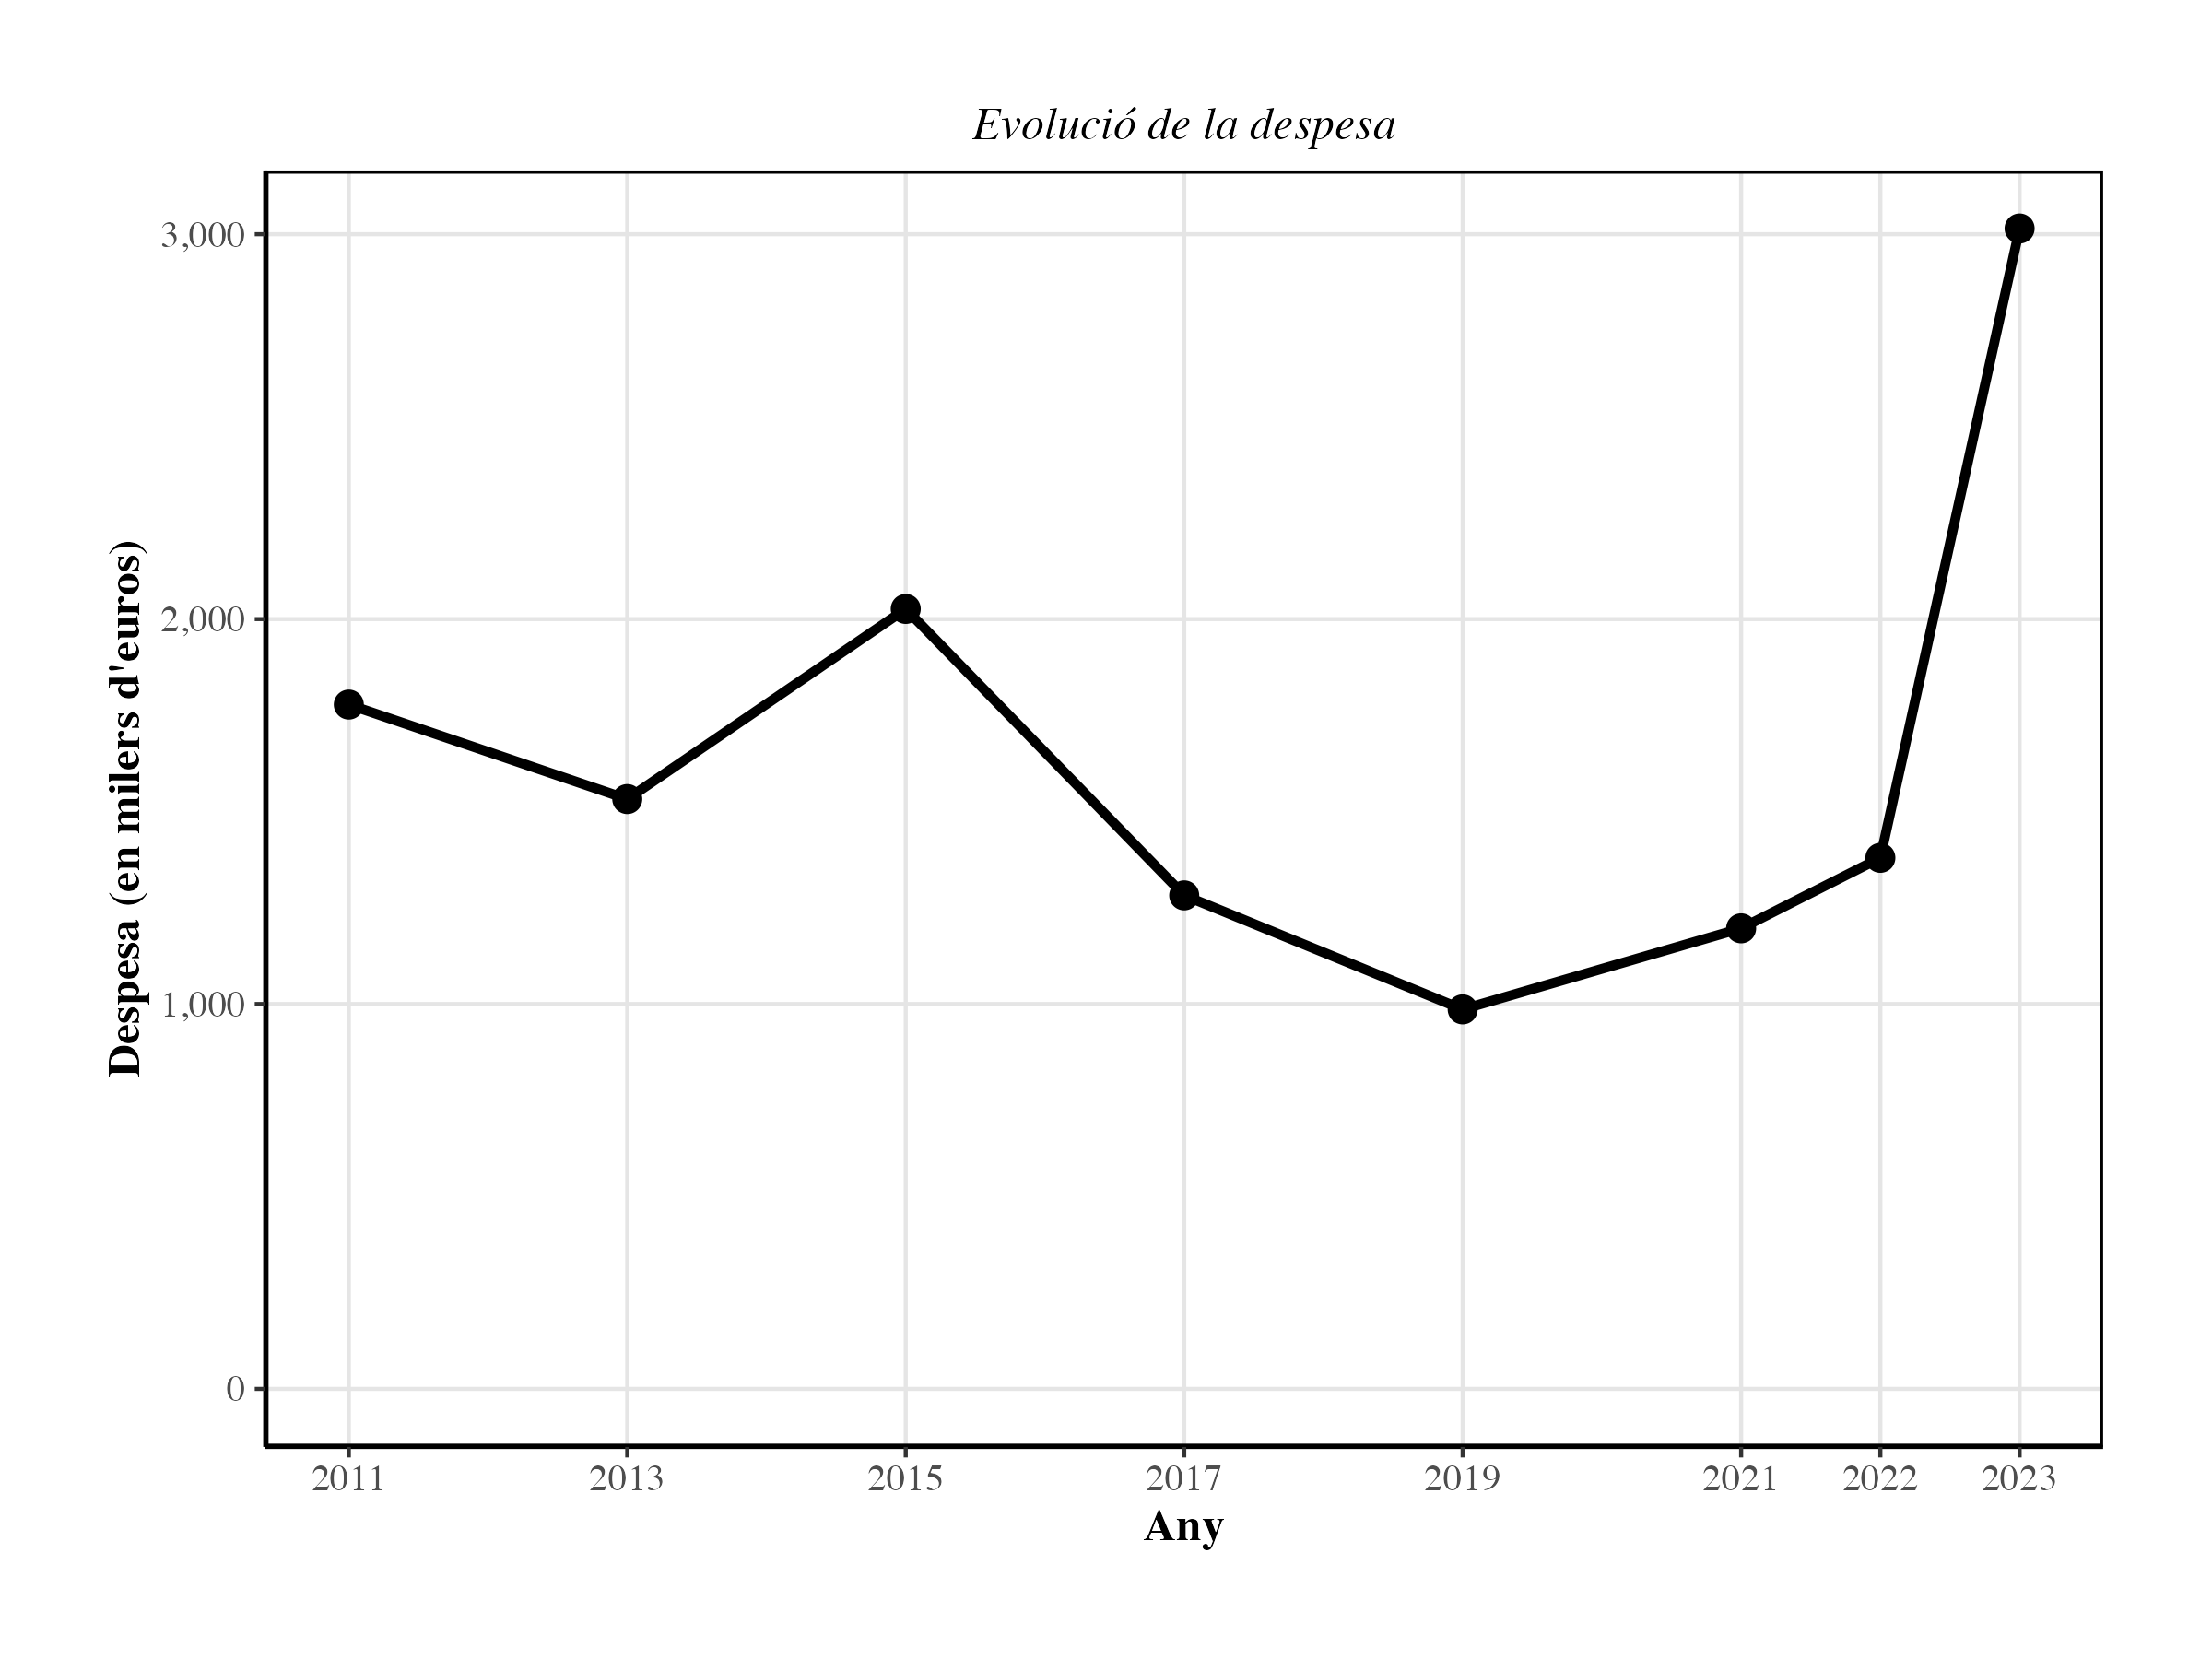 Evolució de la despesa
Despesa (en milers d'euros)
3,000
2,000
1,000
0
2011 2013 2015 2017 2019 2021 2022 2023
Any